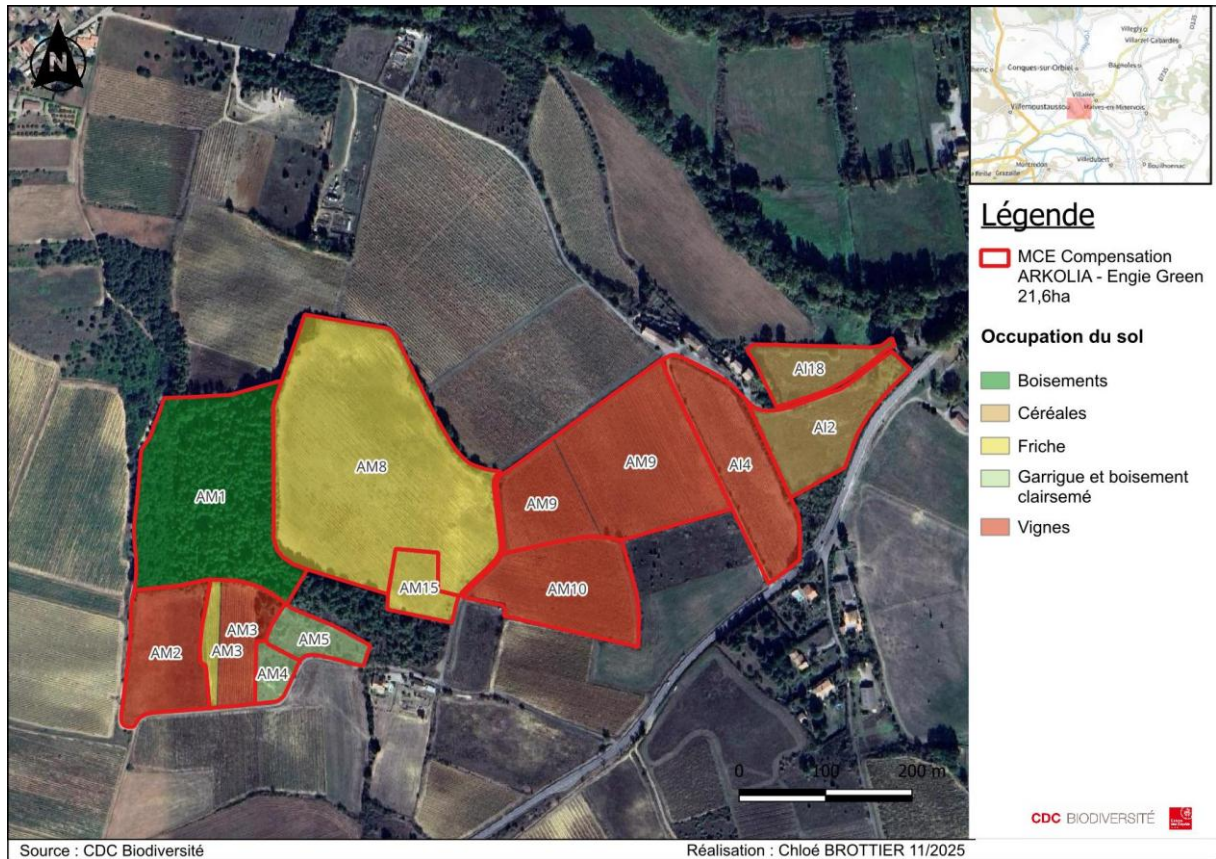 N
AM1
AM8
AM15
AM9
AM9
AM10
AI4
AI18
AI2
AM2
AM3
AM3
AM5
AM4
0 100 200 m
Villegly
Villarzel-Cabardès
Conques-sur-Orbiel
Bagnoles
Villalier
Villemoustaussou
Malves-en-Minervois
Villedubert
Bouilhonnac
Montredon
Grazaille
D620
Légende
MCE Compensation
ARKOLIA - Engie Green
21,6ha
Occupation du sol
Boisements
Céréales
Friche
Garrigue et boisement
clairsemé
Vignes
CDC BIODIVERSITÉ
Source : CDC Biodiversité
Réalisation : Chloé BROTTIER 11/2025